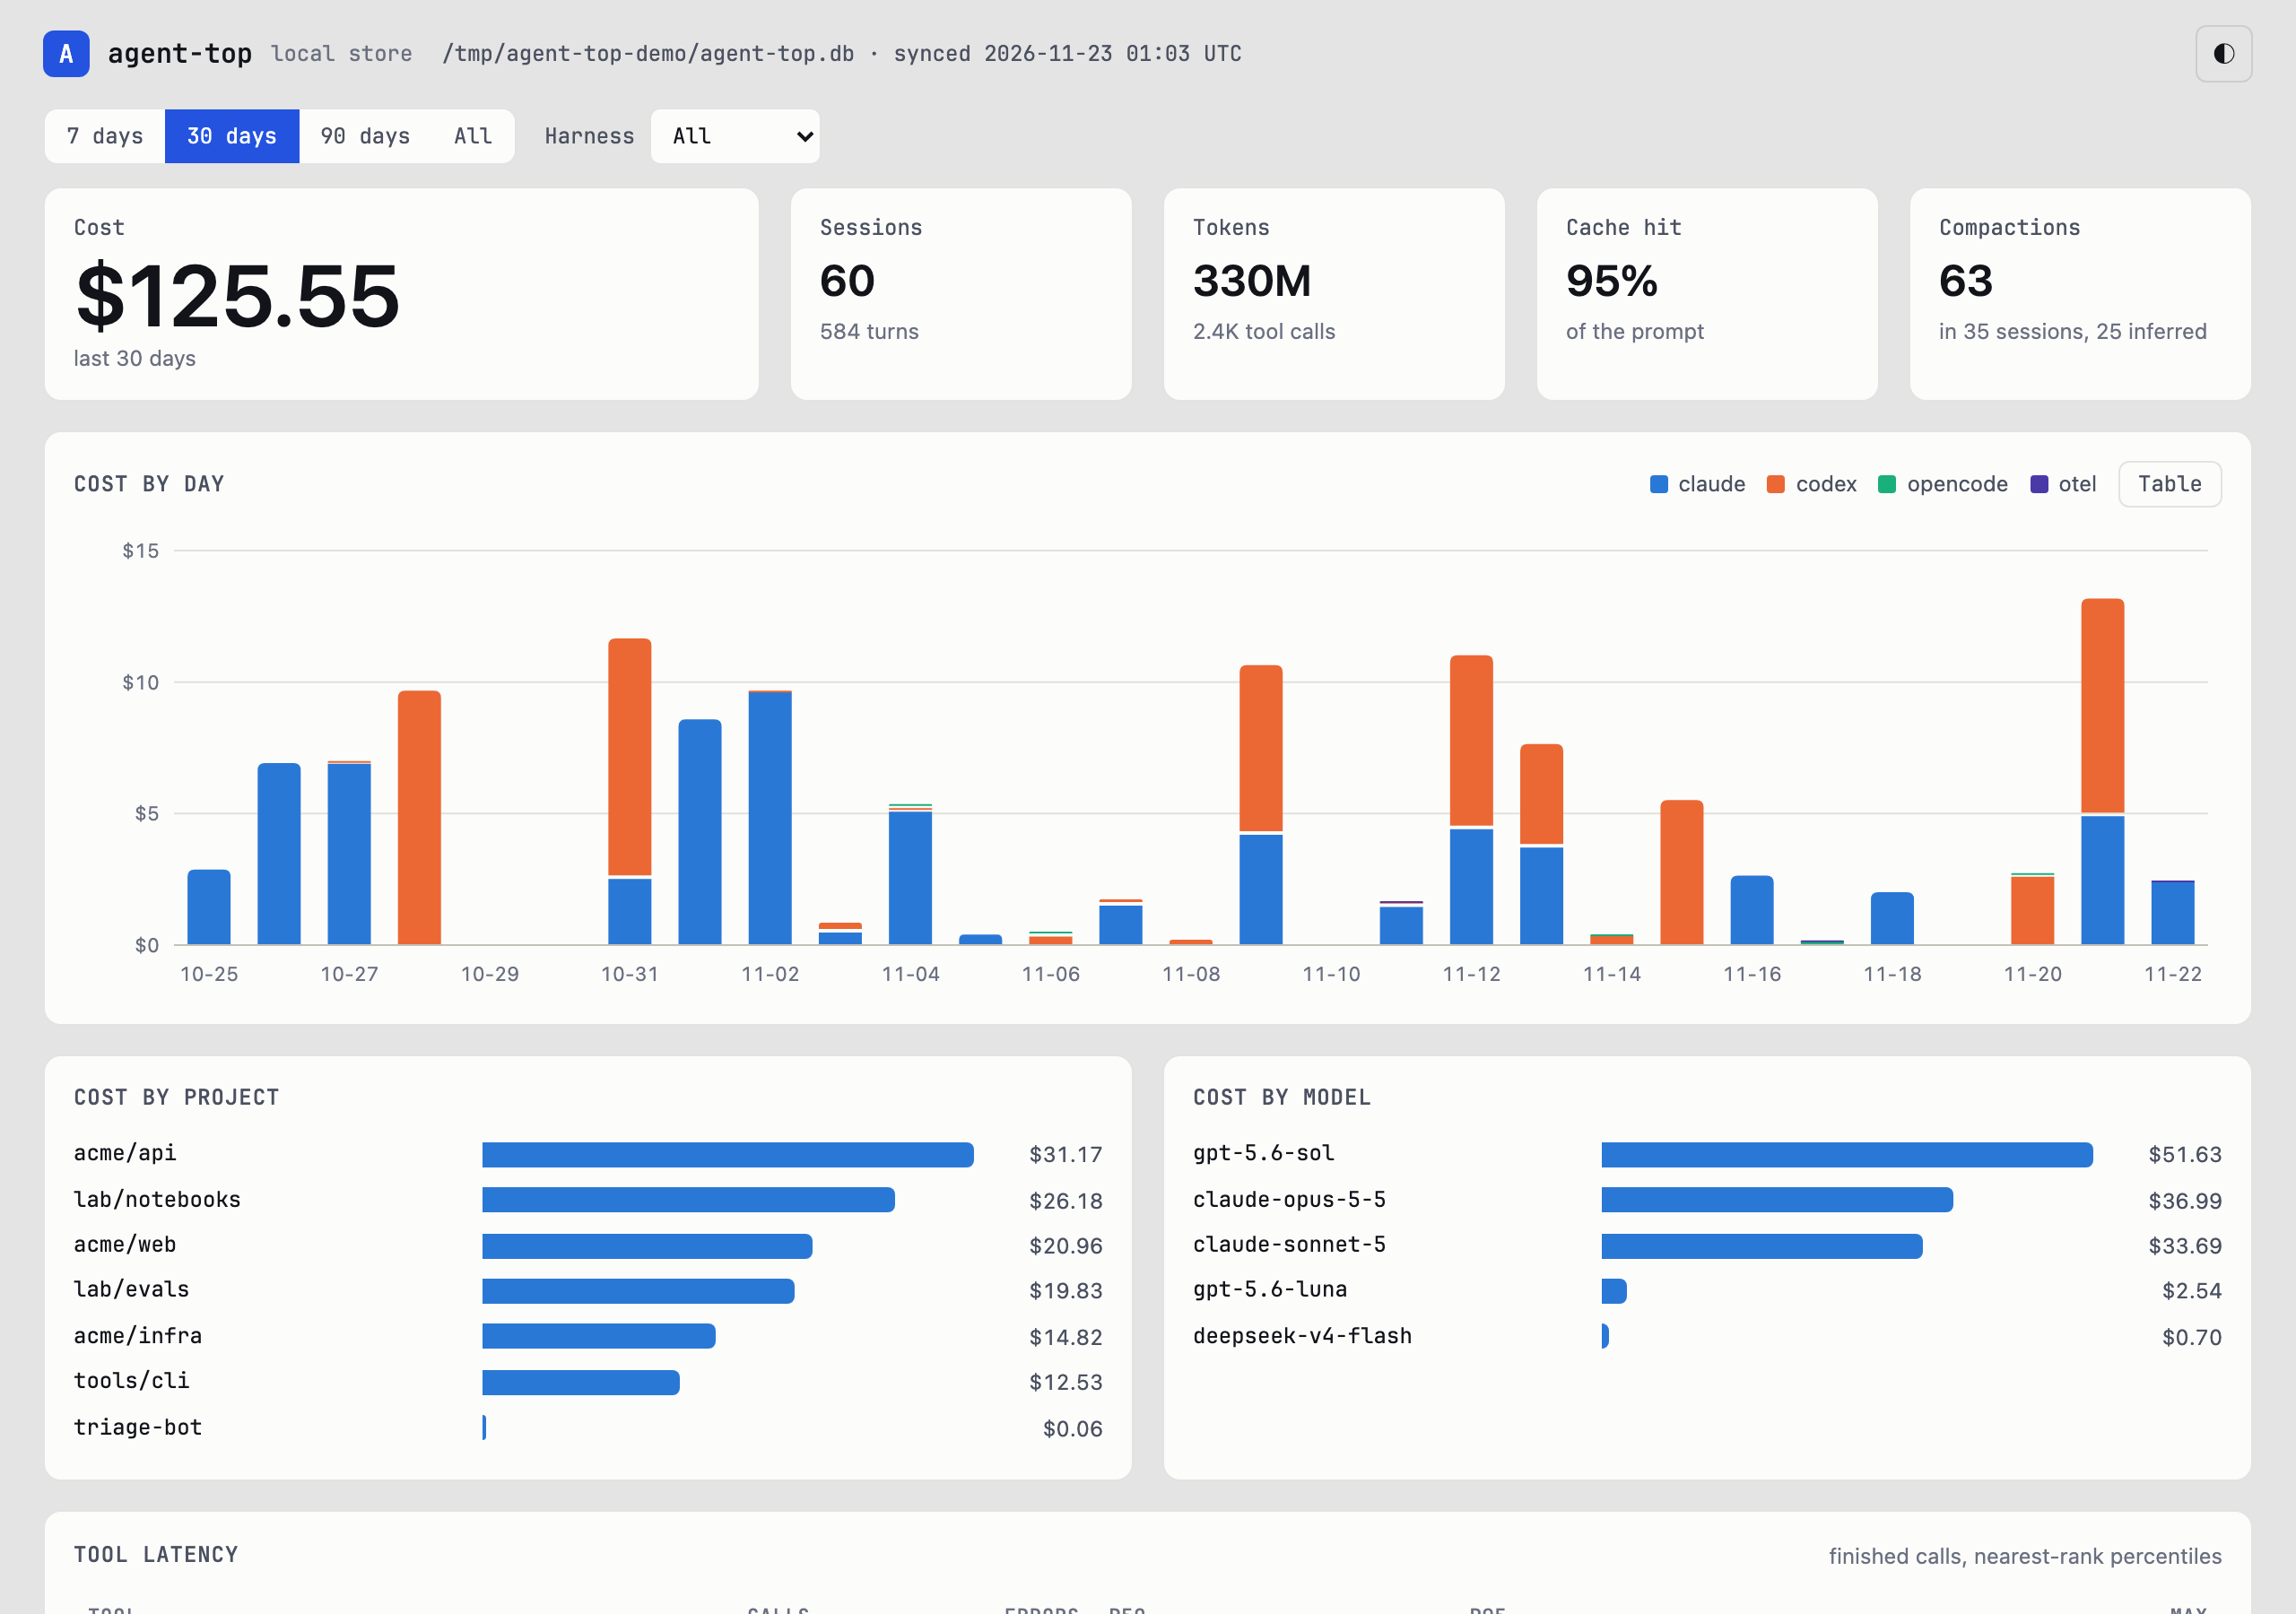 A agent-top local store /tmp/agent-top-demo/agent-top.db · synced 2026-11-23 01:03 UTC
7 days 30 days 90 days All Harness All
Cost
$125.55
last 30 days
Sessions
60
584 turns
Tokens
330M
2.4K tool calls
Cache hit
95%
of the prompt
Compactions
63
in 35 sessions, 25 inferred
COST BY DAY claude codex opencode otel Table
$15
$10
$5
$0
10-25 10-27 10-29 10-31 11-02 11-04 11-06 11-08 11-10 11-12 11-14 11-16 11-18 11-20 11-22
COST BY PROJECT
acme/api $31.17
lab/notebooks $26.18
acme/web $20.96
lab/evals $19.83
acme/infra $14.82
tools/cli $12.53
triage-bot $0.06
COST BY MODEL
gpt-5.6-sol $51.63
claude-opus-5-5 $36.99
claude-sonnet-5 $33.69
gpt-5.6-luna $2.54
deepseek-v4-flash $0.70
TOOL LATENCY finished calls, nearest-rank percentiles
TOOL CALLS ERRORS MAX